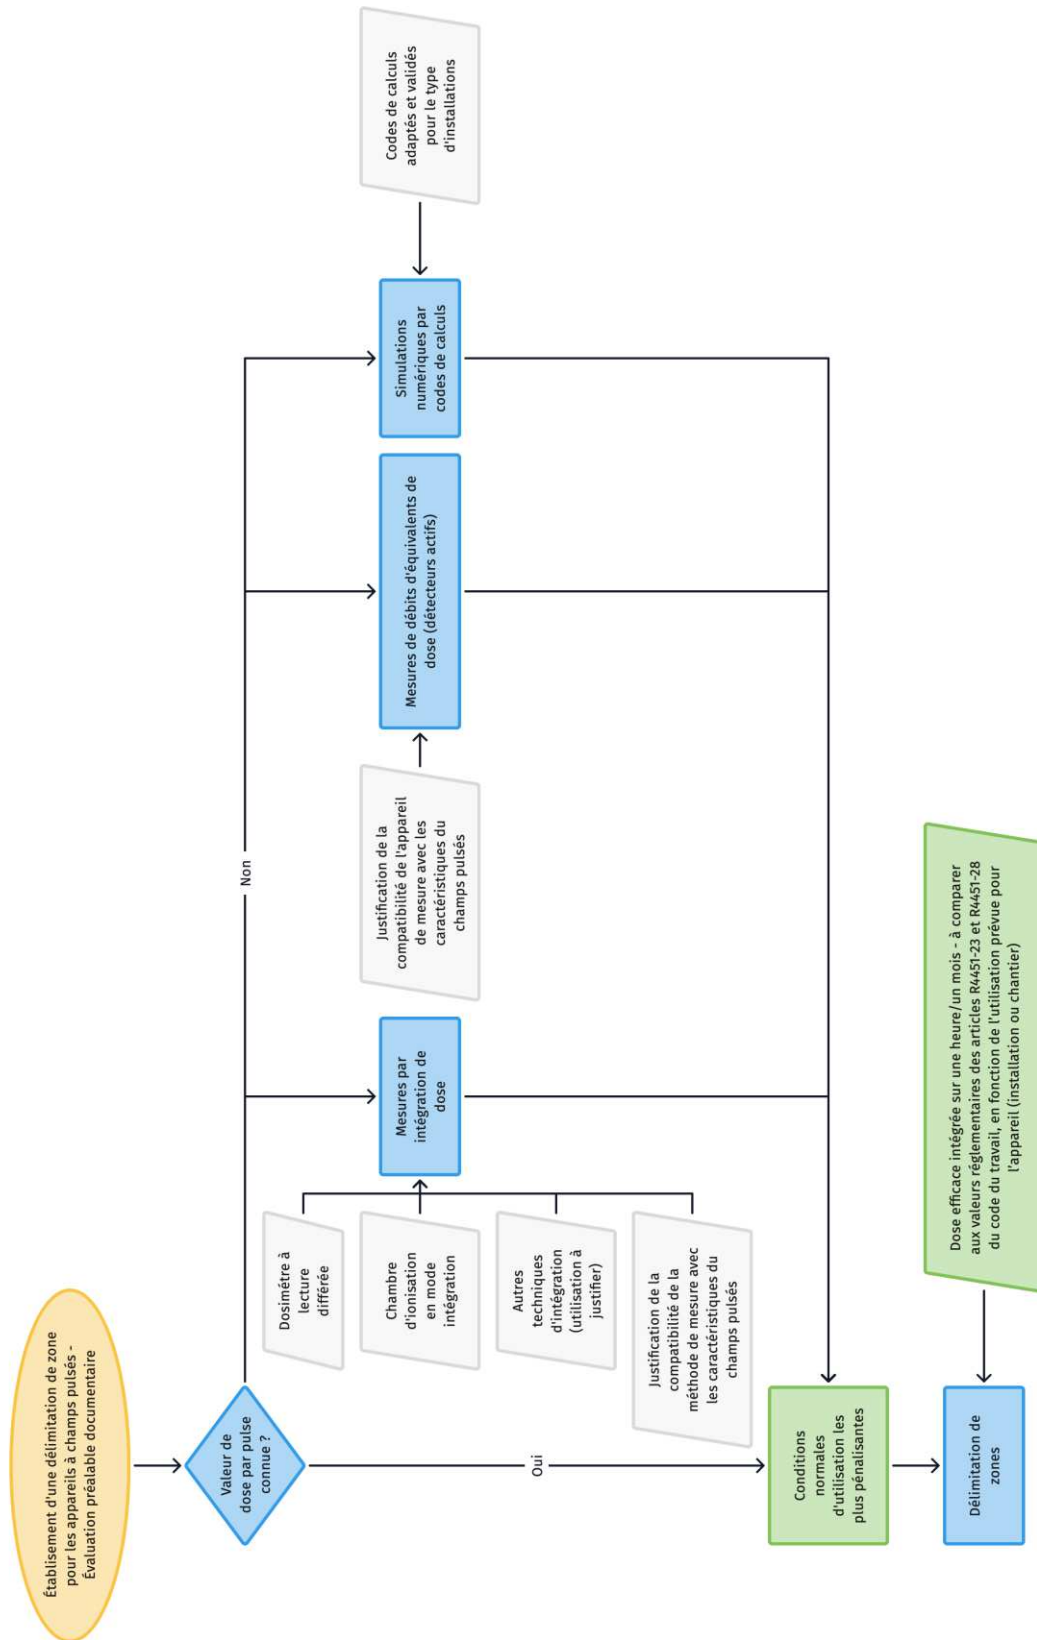 Établisement d'une délimitation de zone
pour les appareils à champs pulsés -
Évaluation préalable documentaire
Valeur de
dose par pulse
connue ?
Non
Oui
Dosimétre à
lecture
différée
Chambre
d'ionisation
en mode
intégration
Autres
techniques
d'intégration
(utilisation à
justifier)
Justification de la
compatibilité de la
méthode de mesure avec
les caractéristiques du
champs pulsés
Mesures par
intégration de
dose
Justification de la
compatibilité de l'appareil
de mesure avec les
caractéristiques du
champs pulsés
Mesures de débits d'équivalents de
dose (détecteurs actifs)
Simulations
numériques par
codes de calculs
Codes de calculs
adaptés et validés
pour le type
d'installations
Conditions
normales
d'utilisation les
plus pénalisantes
Délimitation de
zones
Dose efficace intégrée sur une heure/un mois - à comparer
aux valeurs réglementaires des articles R4451-23 et R4451-28
du code du travail, en fonction de l'utilisation prévue pour
l'appareil (installation ou chantier)